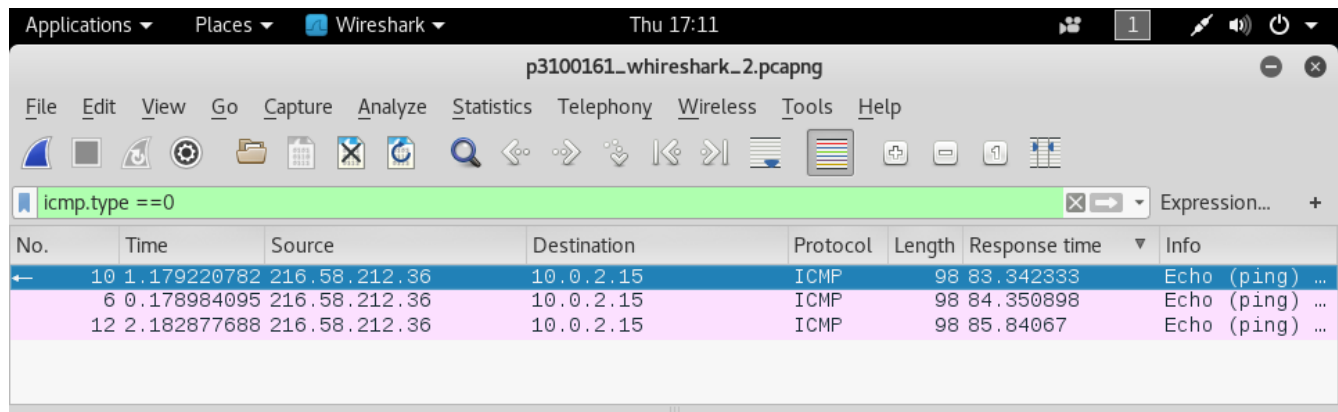 Applications Places Wireshark Thu 17:11 1
p3100161_whireshark_2.pcapng
File Edit View Go Capture Analyze Statistics Telephony Wireless Tools Help
icmp.type ==0 Expression... +
No. Time Source Destination Protocol Length Response time Info
10 1.179220782 216.58.212.36 10.0.2.15 ICMP 98 83.342333 Echo (ping) …
6 0.178984095 216.58.212.36 10.0.2.15 ICMP 98 84.350898 Echo (ping) …
12 2.182877688 216.58.212.36 10.0.2.15 ICMP 98 85.84067 Echo (ping) …